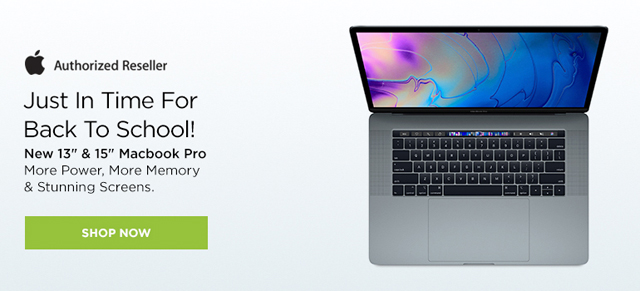 Authorized Reseller
Just In Time For
Back To School!
New 13" & 15" Macbook Pro
More Power, More Memory
& Stunning Screens.
SHOP NOW